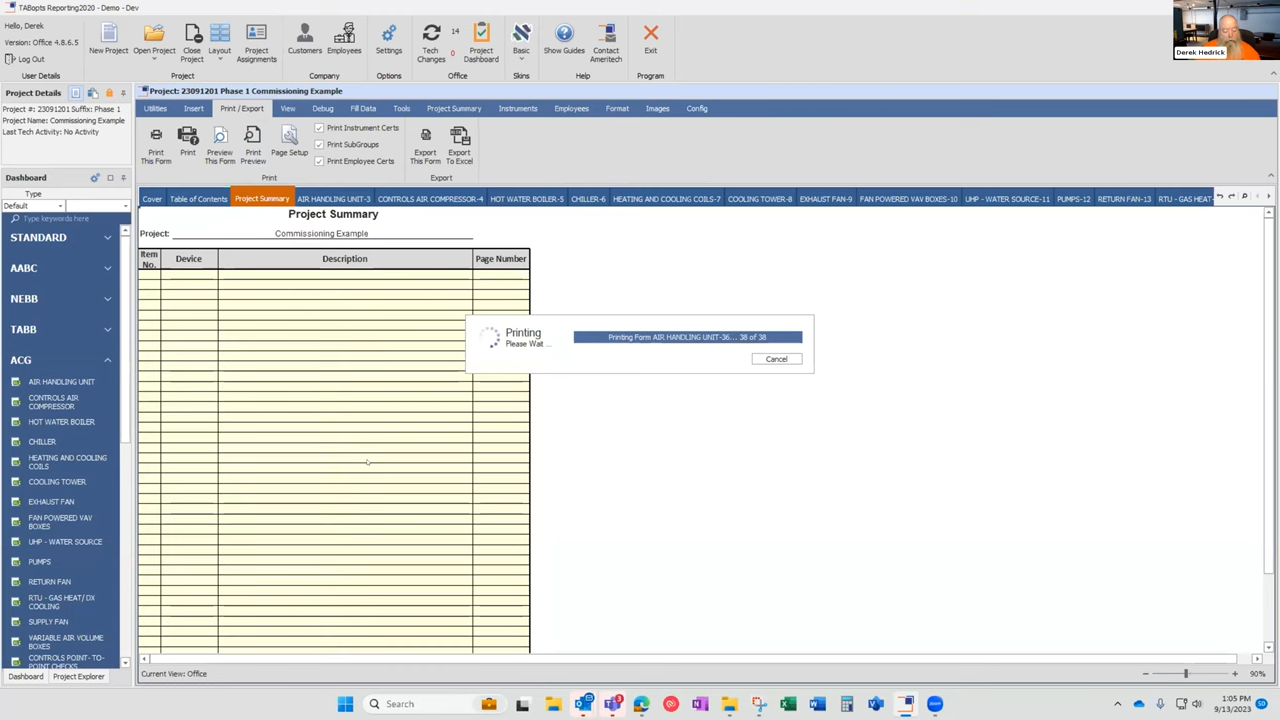 TABopts Reporting2020 - Demo - Dev
Hello, Derek
Version: Office 4.8.6.5
Log Out
User Details
New Project
Open Project
Close Project
Layout
Project Assignments
Project
Customers
Employees
Company
Settings
Options
Tech Changes
14
0
Project Dashboard
Office
Basic
Skins
Show Guides
Contact Ameritech
Help
Exit
Program
Derek Hedrick
Project Details
Project #: 23091201 Suffix: Phase 1
Project Name: Commissioning Example
Last Tech Activity: No Activity
Project: 23091201 Phase 1 Commissioning Example
Utilities
Insert
Print / Export
View
Debug
Fill Data
Tools
Project Summary
Instruments
Employees
Format
Images
Config
Print This Form
Print
Preview This Form
Print Preview
Page Setup
Print Instrument Certs
Print SubGroups
Print Employee Certs
Print
Export This Form
Export To Excel
Export
Dashboard
Type
Default
Type keywords here
STANDARD
AABC
NEBB
TABB
ACG
AIR HANDLING UNIT
CONTROLS AIR
COMPRESSOR
HOT WATER BOILER
CHILLER
HEATING AND COOLING
COILS
COOLING TOWER
EXHAUST FAN
FAN POWERED VAV
BOXES
UHP - WATER SOURCE
PUMPS
RETURN FAN
RTU - GAS HEAT/ DX
COOLING
SUPPLY FAN
VARIABLE AIR VOLUME
BOXES
CONTROLS POINT- TO-
POINT CHECKS
Dashboard
Project Explorer
Cover
Table of Contents
Project Summary
AIR HANDLING UNIT-3
CONTROLS AIR COMPRESSOR-4
HOT WATER BOILER-5
CHILLER-6
HEATING AND COOLING COILS-7
COOLING TOWER-8
EXHAUST FAN-9
FAN POWERED VAV BOXES-10
UHP - WATER SOURCE-11
PUMPS-12
RETURN FAN-13
RTU - GAS HEAT-
Project Summary
Project: Commissioning Example
Item No.
Device
Description
Page Number
Printing
Please Wait ...
Printing Form AIR HANDLING UNIT-36... 38 of 38
Cancel
Current View: Office
90%
Search
3
1:05 PM
9/13/2023